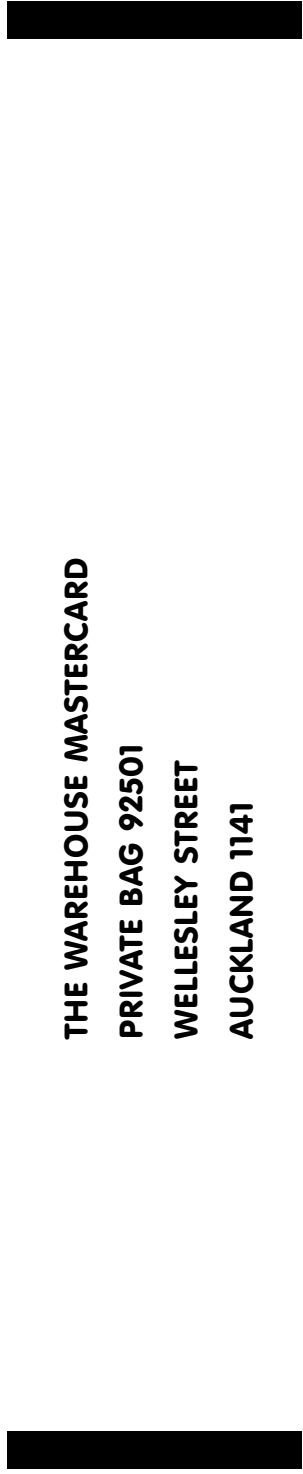 THE WAREHOUSE MASTERCARD
PRIVATE BAG 92501
WELLESLEY STREET
AUCKLAND 1141